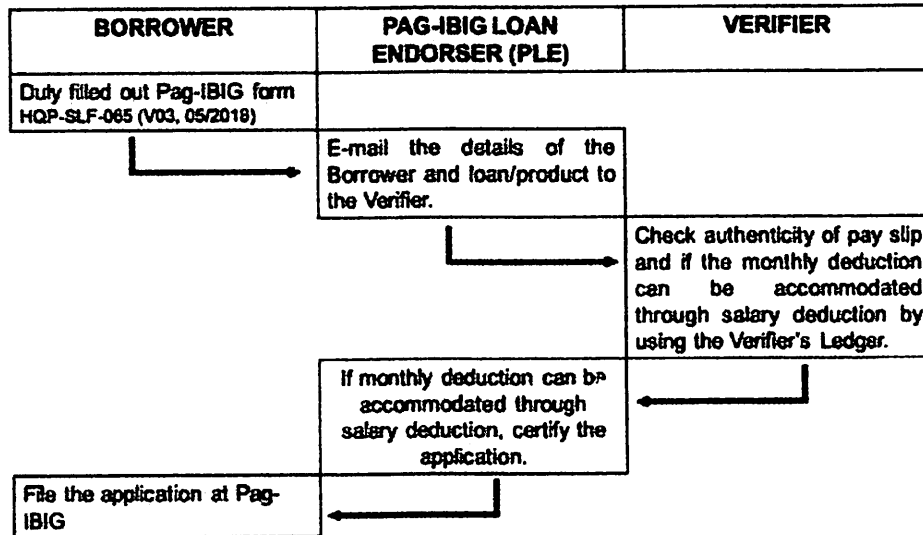 BORROWER
PAG-IBIG LOAN
ENDORSER (PLE)
VERIFIER
Duly filled out Pag-IBIG form
HQP-SLF-065 (V03, 05/2018)
E-mail the details of the
Borrower and loan/product to
the Verifier.
Check authenticity of pay slip
and if the monthly deduction
can be accommodated
through salary deduction by
using the Verifier's Ledger.
If monthly deduction can be
accommodated through
salary deduction, certify the
application.
File the application at Pag-
IBIG